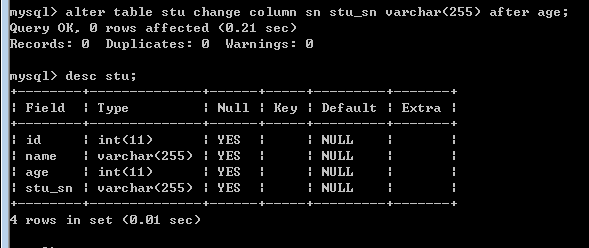 mysql> alter table stu change column sn stu_sn varchar(255) after age;
Query OK, 0 rows affected (0.21 sec)
Records: 0  Duplicates: 0  Warnings: 0
mysql> desc stu;
+--------+--------------+------+-----+---------+-------+
| Field  | Type         | Null | Key | Default | Extra |
+--------+--------------+------+-----+---------+-------+
| id     | int(11)      | YES  |     | NULL    |       |
| name   | varchar(255) | YES  |     | NULL    |       |
| age    | int(11)      | YES  |     | NULL    |       |
| stu_sn | varchar(255) | YES  |     | NULL    |       |
+--------+--------------+------+-----+---------+-------+
4 rows in set (0.01 sec)